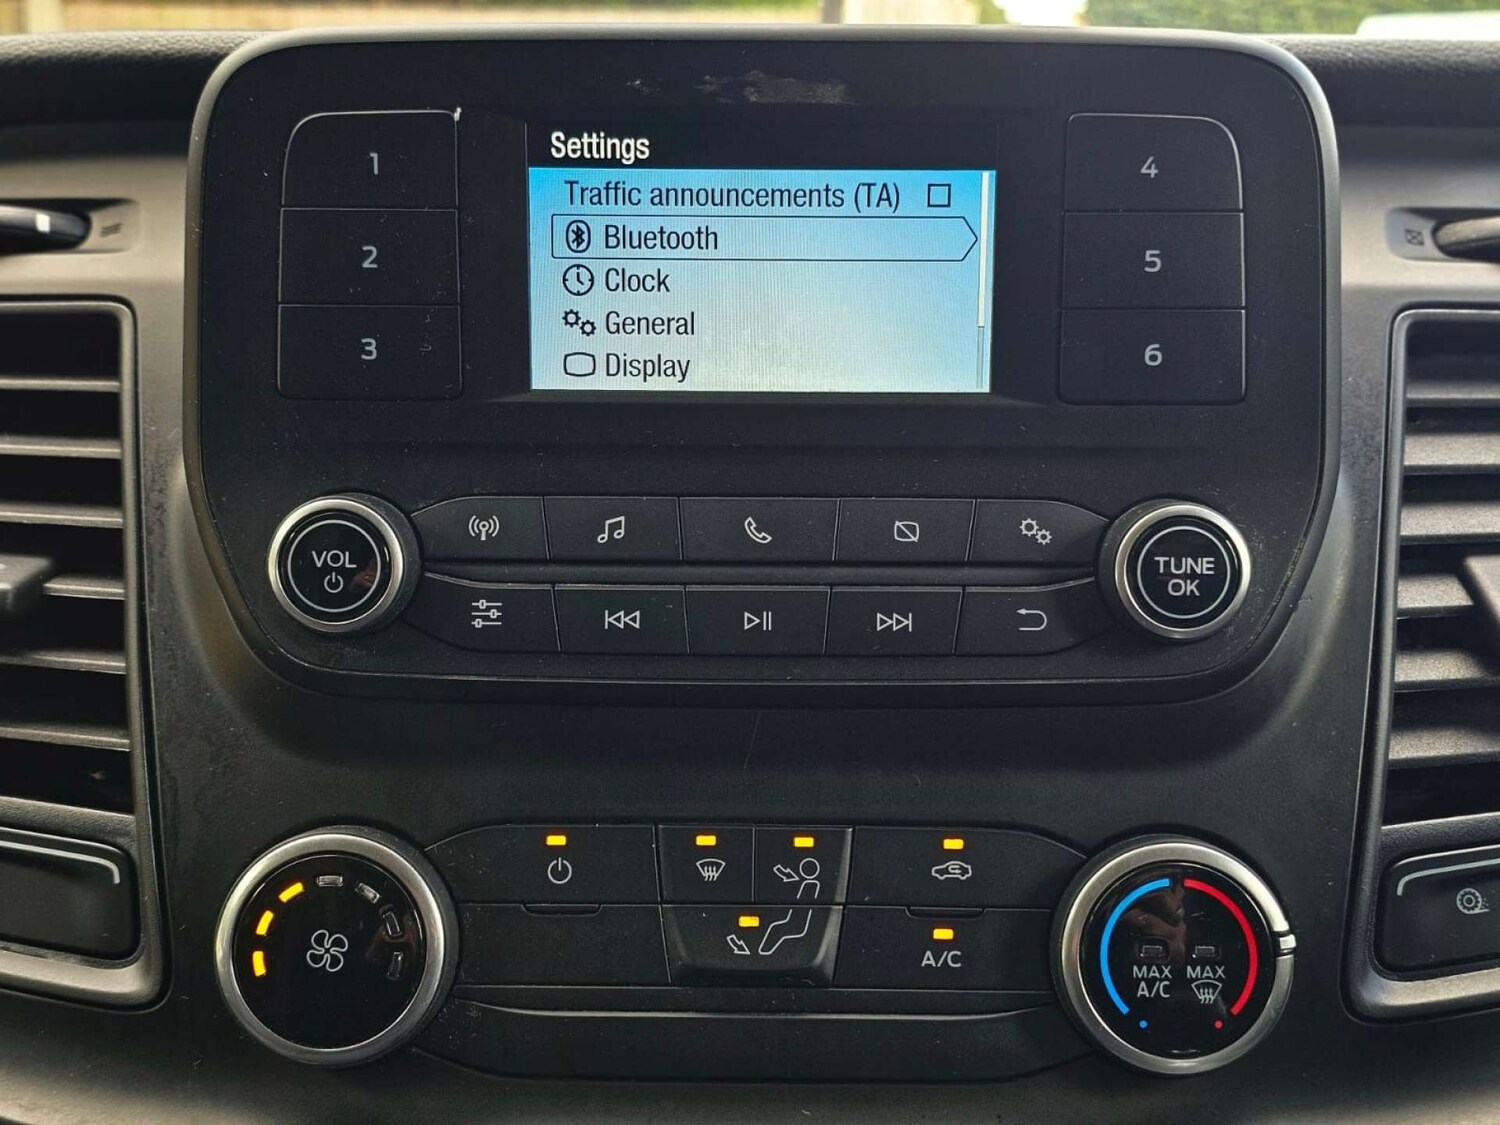 Settings
Traffic announcements (TA)
Bluetooth
Clock
General
Display
1
2
3
4
5
6
VOL
TUNE
OK
A/C
MAX
A/C
MAX